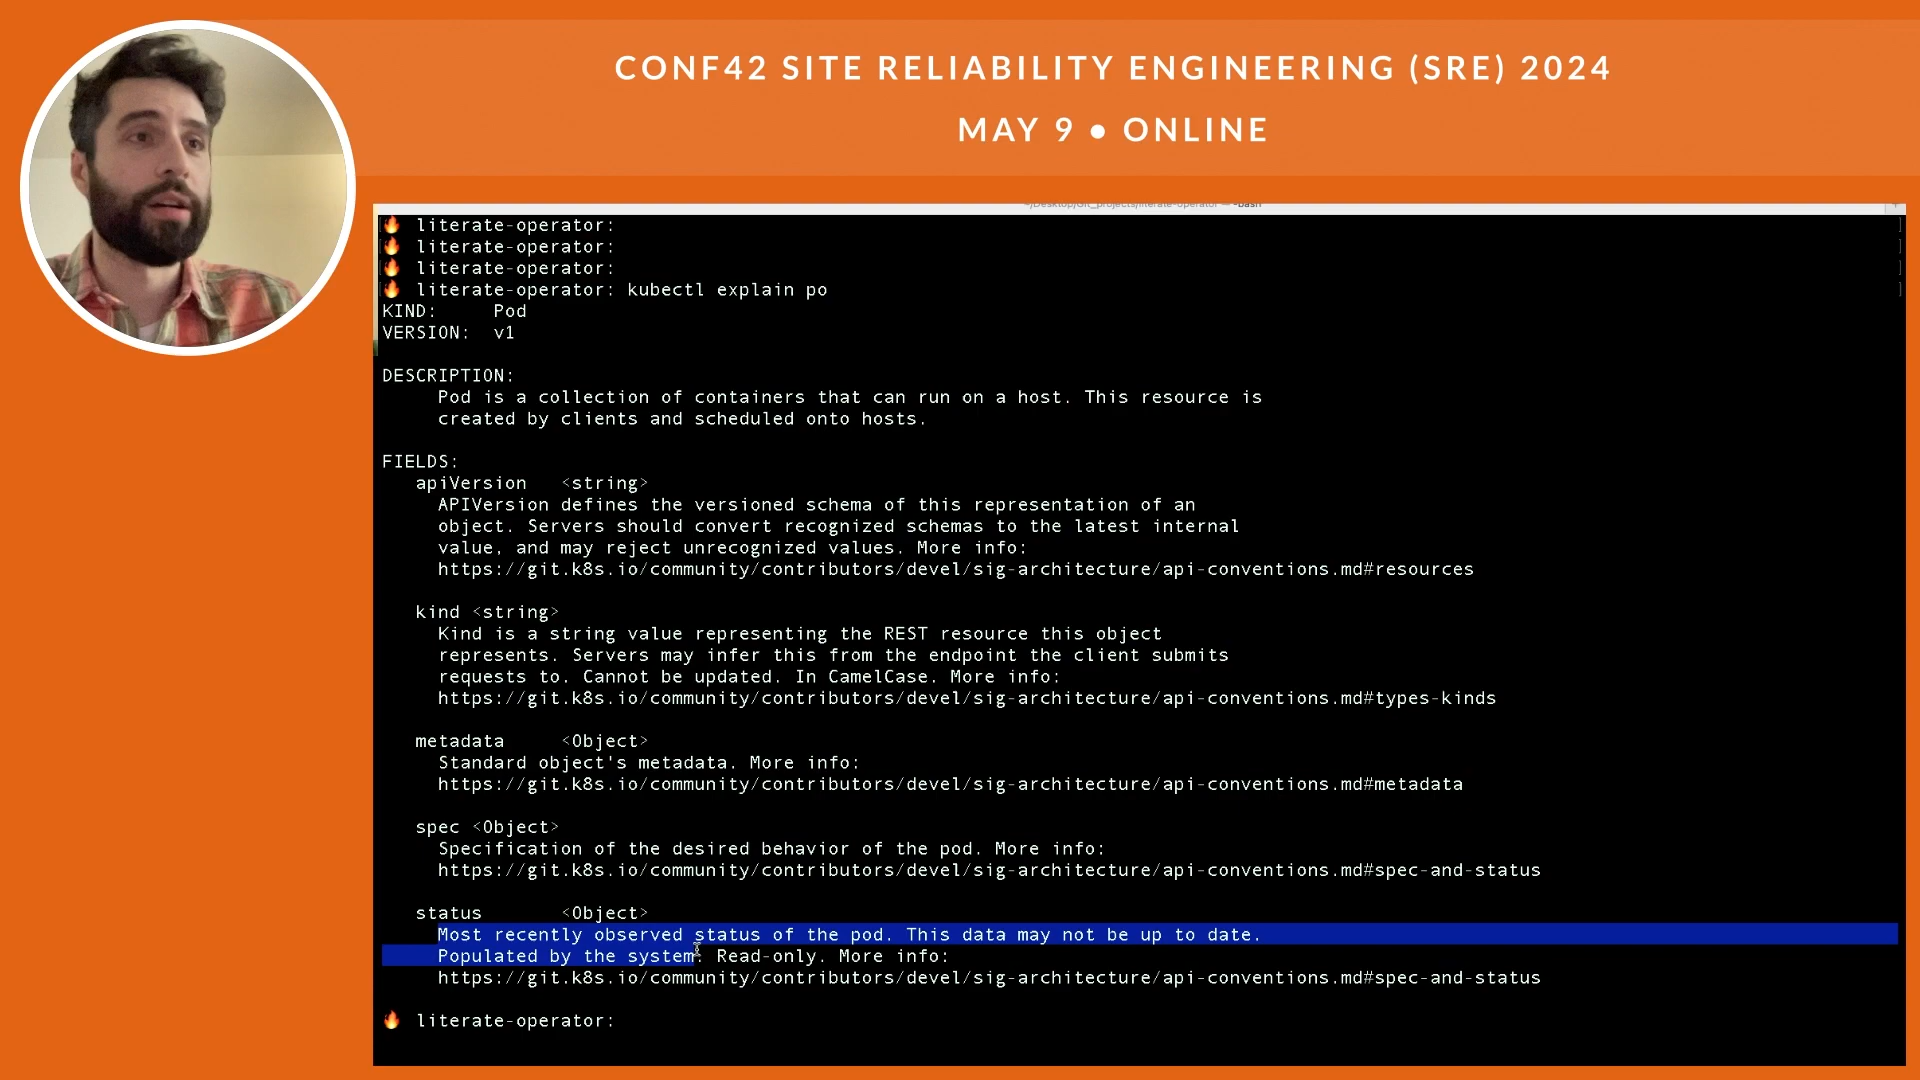 CONF42 SITE RELIABILITY ENGINEERING (SRE) 2024
MAY 9 • ONLINE
~/Desktop/Git_projects/literate-operator — -bash
🔥 literate-operator:
🔥 literate-operator:
🔥 literate-operator:
🔥 literate-operator: kubectl explain po
KIND: Pod
VERSION: v1
DESCRIPTION:
Pod is a collection of containers that can run on a host. This resource is
created by clients and scheduled onto hosts.
FIELDS:
apiVersion <string>
APIVersion defines the versioned schema of this representation of an
object. Servers should convert recognized schemas to the latest internal
value, and may reject unrecognized values. More info:
https://git.k8s.io/community/contributors/devel/sig-architecture/api-conventions.md#resources
kind <string>
Kind is a string value representing the REST resource this object
represents. Servers may infer this from the endpoint the client submits
requests to. Cannot be updated. In CamelCase. More info:
https://git.k8s.io/community/contributors/devel/sig-architecture/api-conventions.md#types-kinds
metadata <Object>
Standard object's metadata. More info:
https://git.k8s.io/community/contributors/devel/sig-architecture/api-conventions.md#metadata
spec <Object>
Specification of the desired behavior of the pod. More info:
https://git.k8s.io/community/contributors/devel/sig-architecture/api-conventions.md#spec-and-status
status <Object>
Most recently observed status of the pod. This data may not be up to date.
Populated by the system. Read-only. More info:
https://git.k8s.io/community/contributors/devel/sig-architecture/api-conventions.md#spec-and-status
🔥 literate-operator: